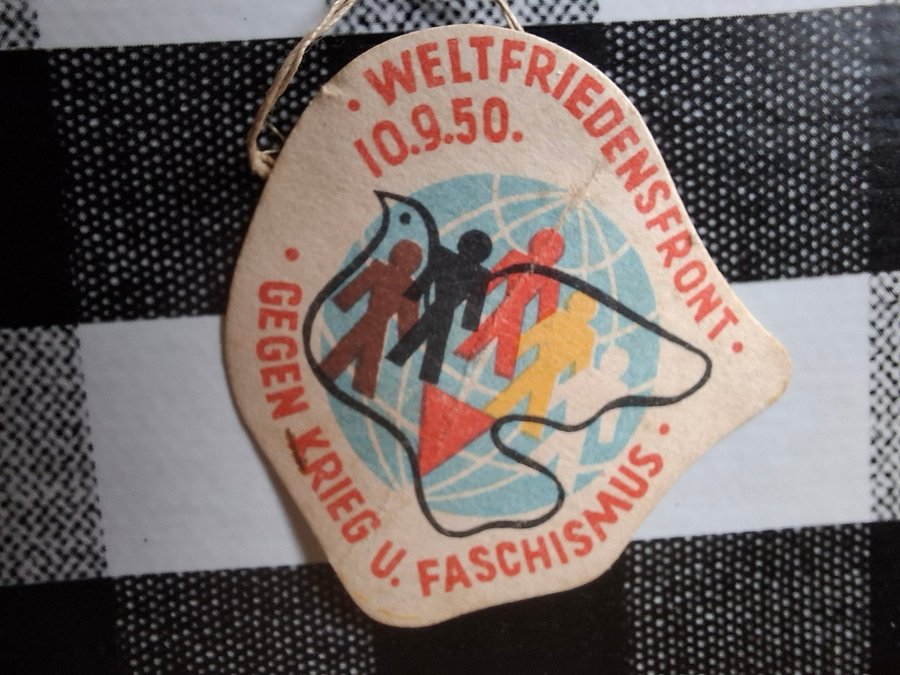 • WELTFRIEDENSFRONT •
10.9.50.
• GEGEN KRIEG U. FASCHISMUS •